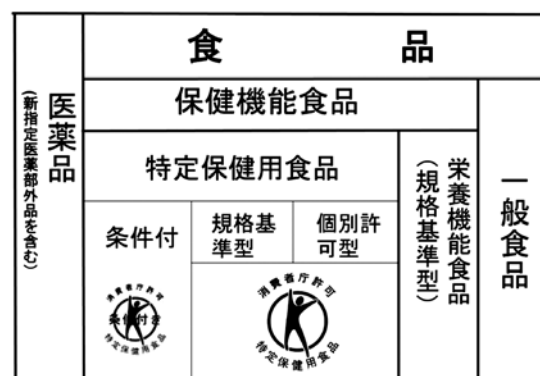 食品
保健機能食品
医薬品
(新指定医薬部外品を含む)
特定保健用食品
栄養機能食品
(規格基準型)
一般食品
条件付
規格基
準型
個別許
可型
消費者庁許可
条件付き
特定保健用食品
消費者庁許可
特定保健用食品